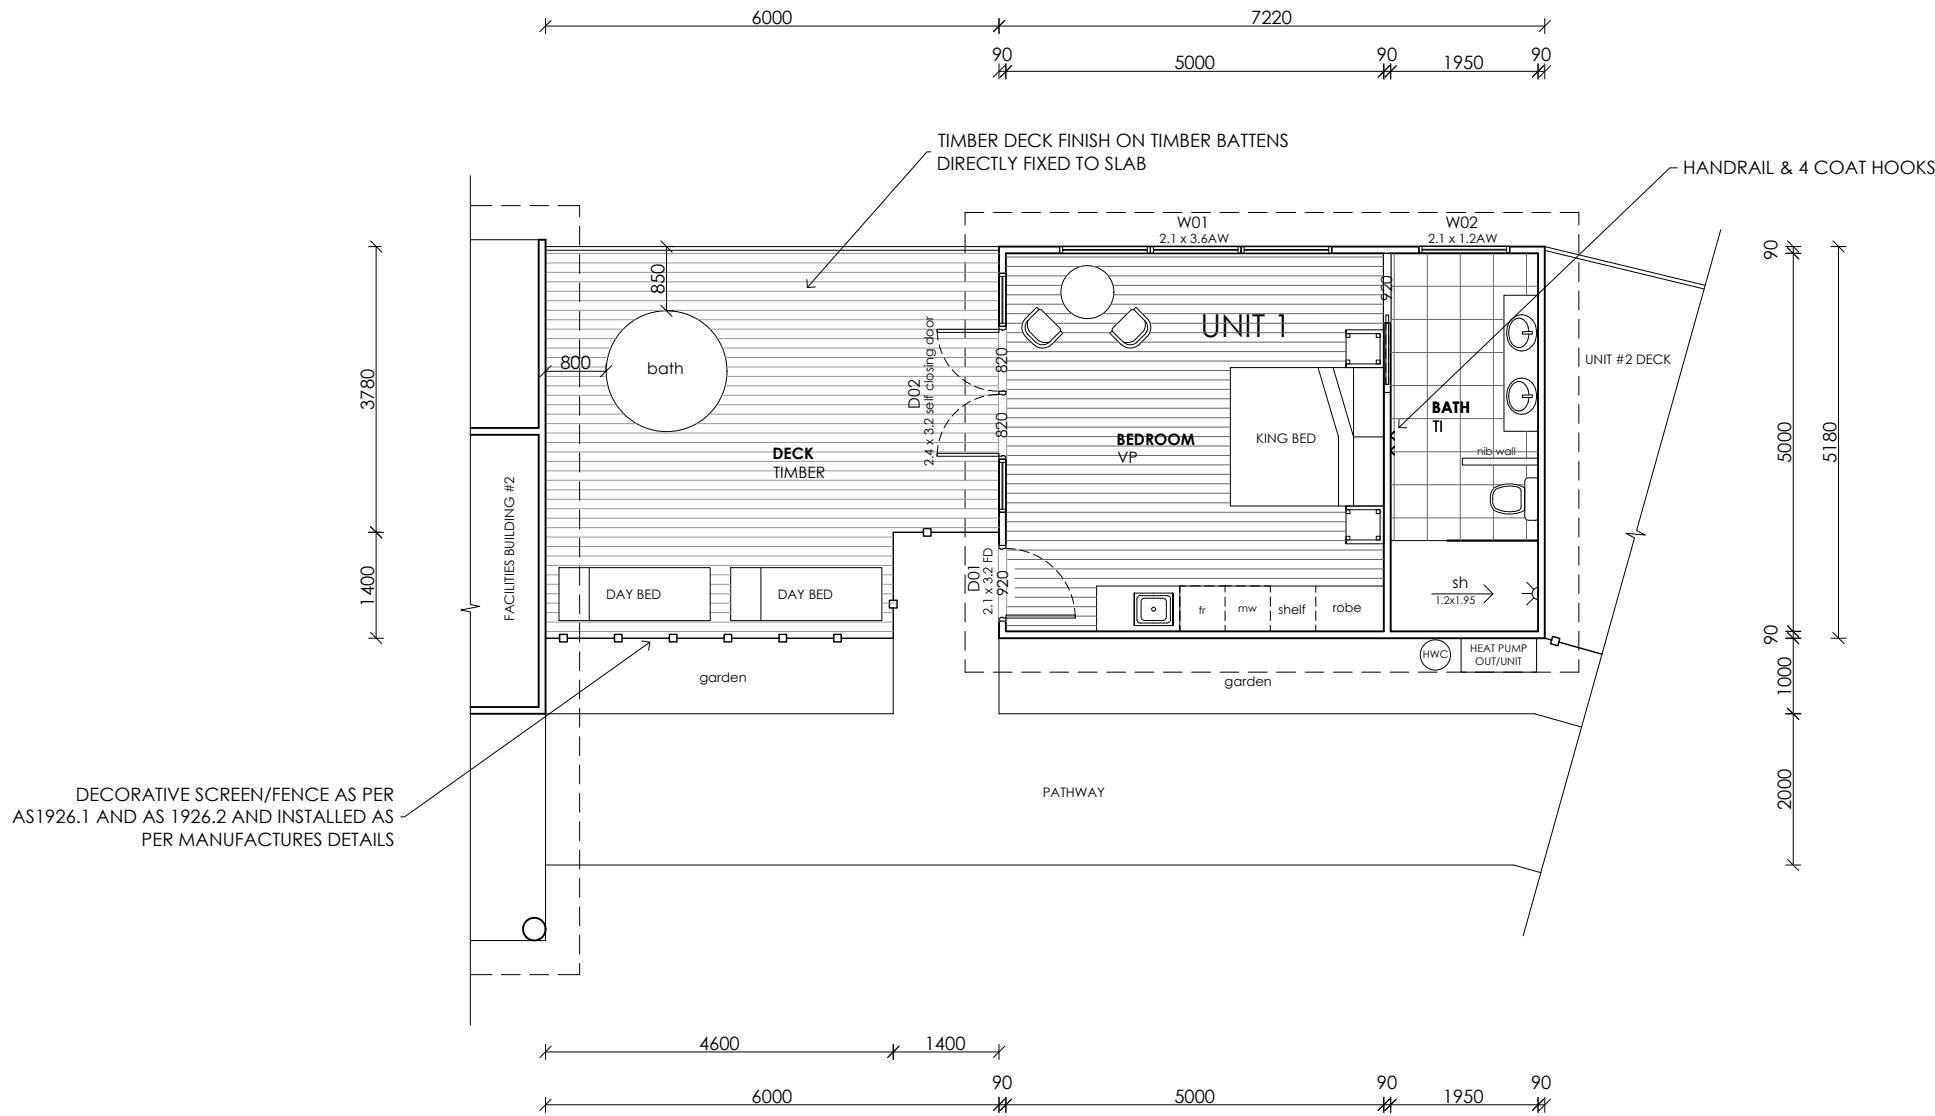 6000
7220
90
5000
90
1950
90
TIMBER DECK FINISH ON TIMBER BATTENS
DIRECTLY FIXED TO SLAB
HANDRAIL & 4 COAT HOOKS
W01
2.1 x 3.6AW
W02
2.1 x 1.2AW
90
850
920
UNIT 1
800
bath
D02
2.4 x 3.2 self closing door
820
820
UNIT #2 DECK
3780
BATH
TI
5000
5180
BEDROOM
VP
KING BED
nib wall
DECK
TIMBER
FACILITIES BUILDING #2
1400
D01
2.1 x 3.2 FD
920
DAY BED
DAY BED
fr
mw
shelf
robe
sh
1.2x1.95
90
HWC
HEAT PUMP
OUT/UNIT
garden
garden
1000
2000
PATHWAY
DECORATIVE SCREEN/FENCE AS PER
AS1926.1 AND AS 1926.2 AND INSTALLED AS
PER MANUFACTURES DETAILS
4600
1400
90
90
90
6000
5000
1950